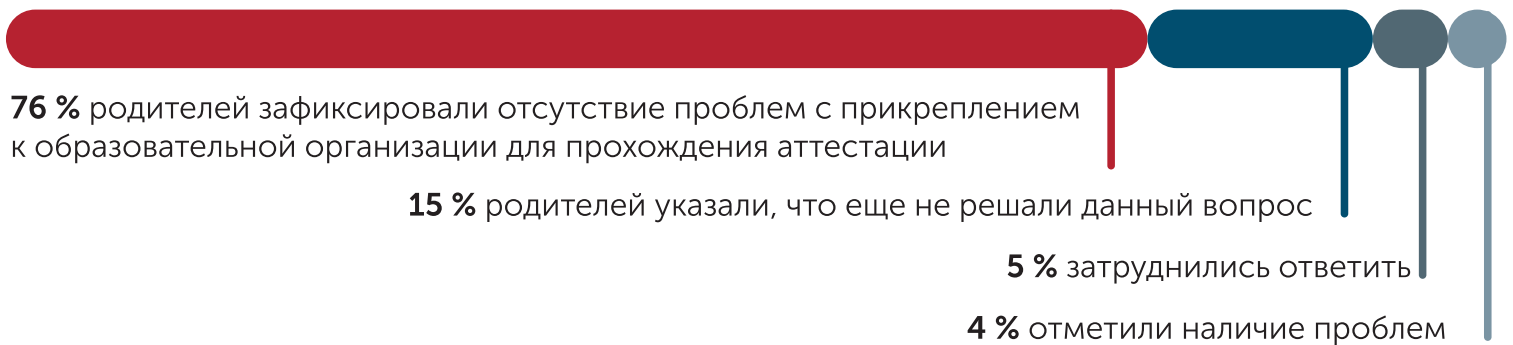 76 % родителей зафиксировали отсутствие проблем с прикреплением
к образовательной организации для прохождения аттестации
15 % родителей указали, что еще не решали данный вопрос
5 % затруднились ответить
4 % отметили наличие проблем